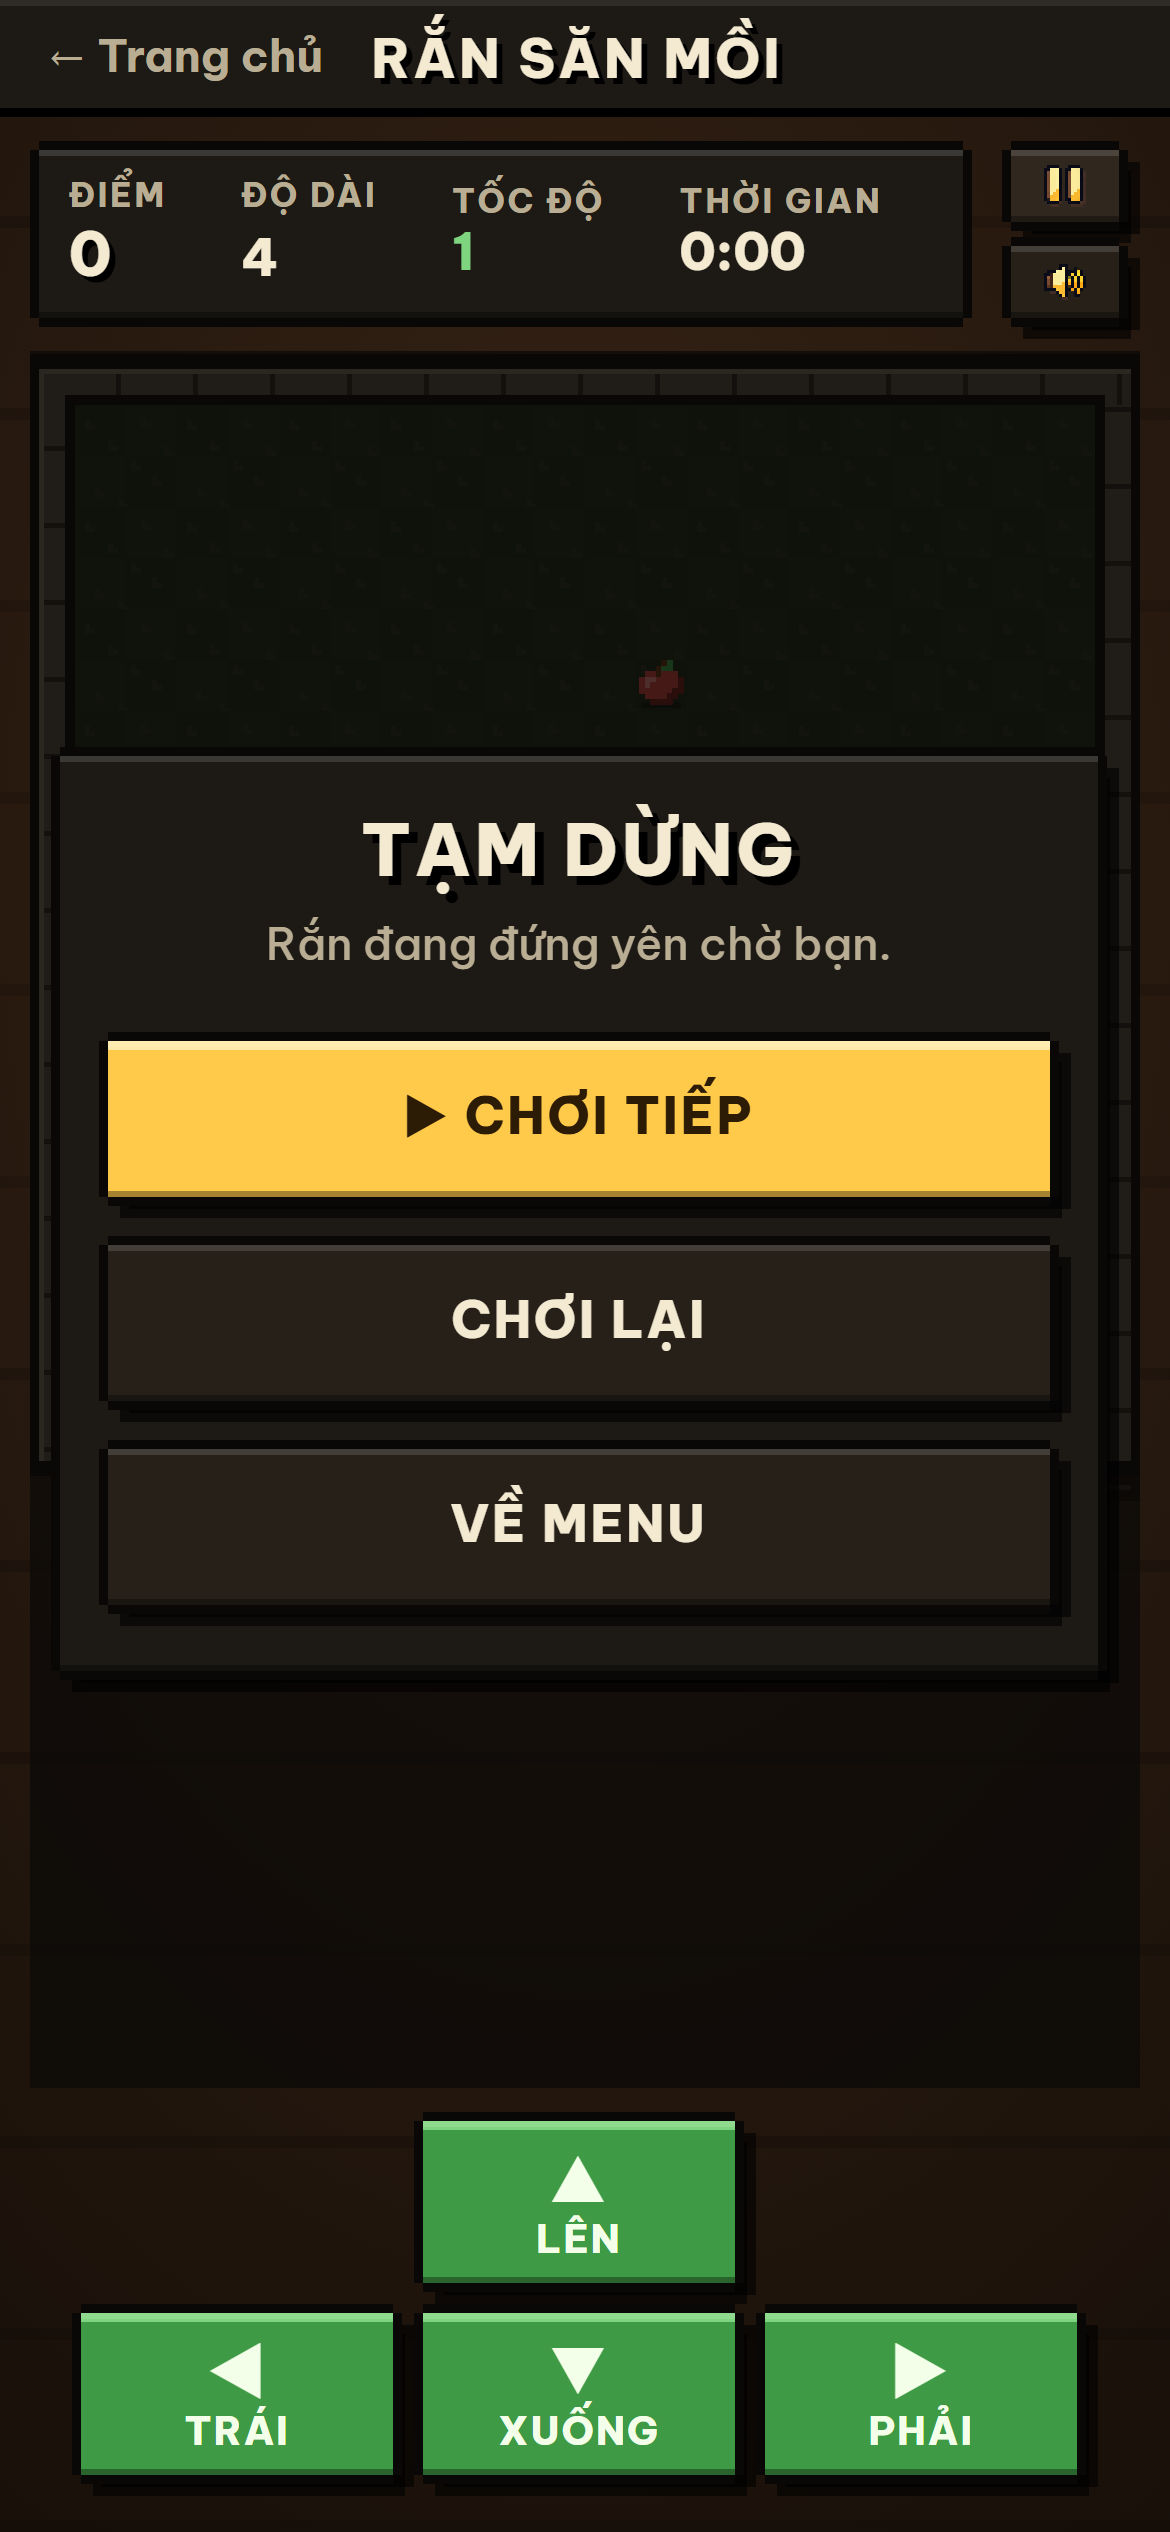 ← Trang chủ RẮN SĂN MỒI
ĐIỂM ĐỘ DÀI TỐC ĐỘ THỜI GIAN
0 4 1 0:00
TẠM DỪNG
Rắn đang đứng yên chờ bạn.
▶ CHƠI TIẾP
CHƠI LẠI
VỀ MENU
▲
LÊN
◀ ▼ ▶
TRÁI XUỐNG PHẢI